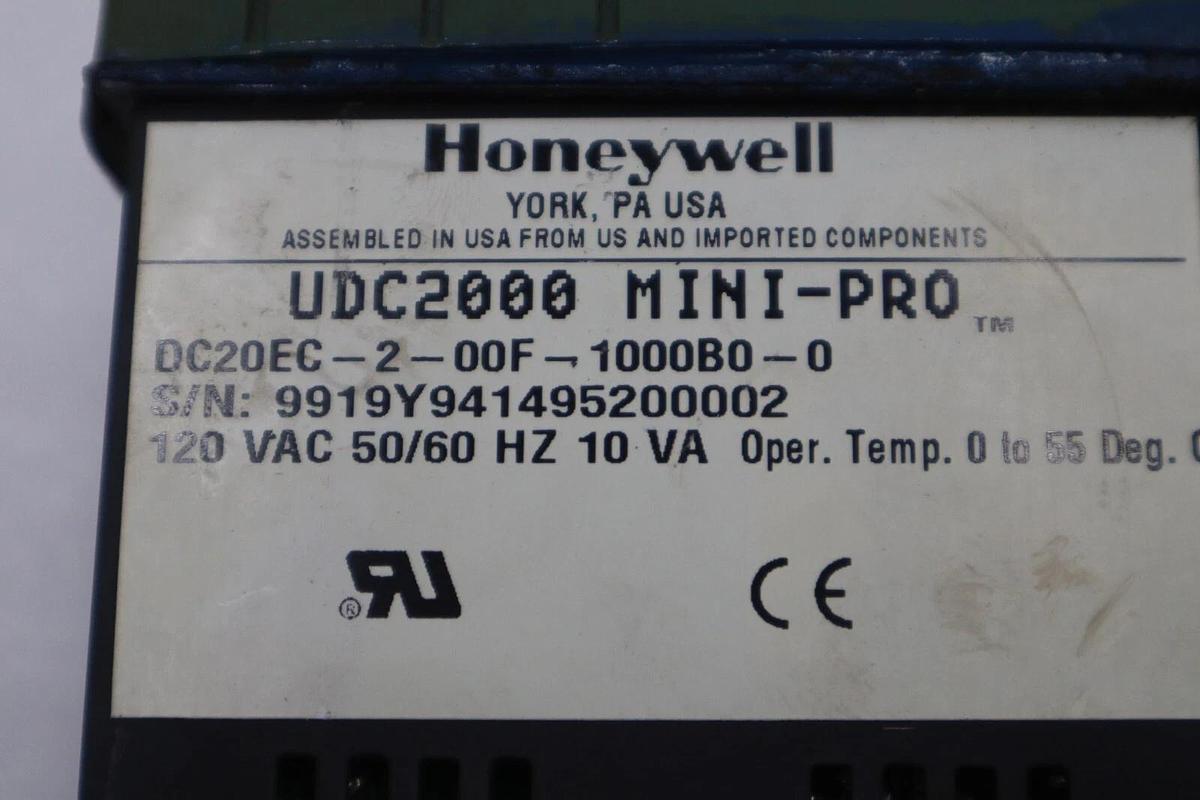 Honeywell
YORK, PA USA
ASSEMBLED IN USA FROM US AND IMPORTED COMPONENTS
UDC2000 MINI-PRO TM
DC20EC-2-00F-1000B0-0
S/N: 9919Y941495200002
120 VAC 50/60 HZ 10 VA Oper. Temp. 0 to 55 Deg. C
RU ®
CE